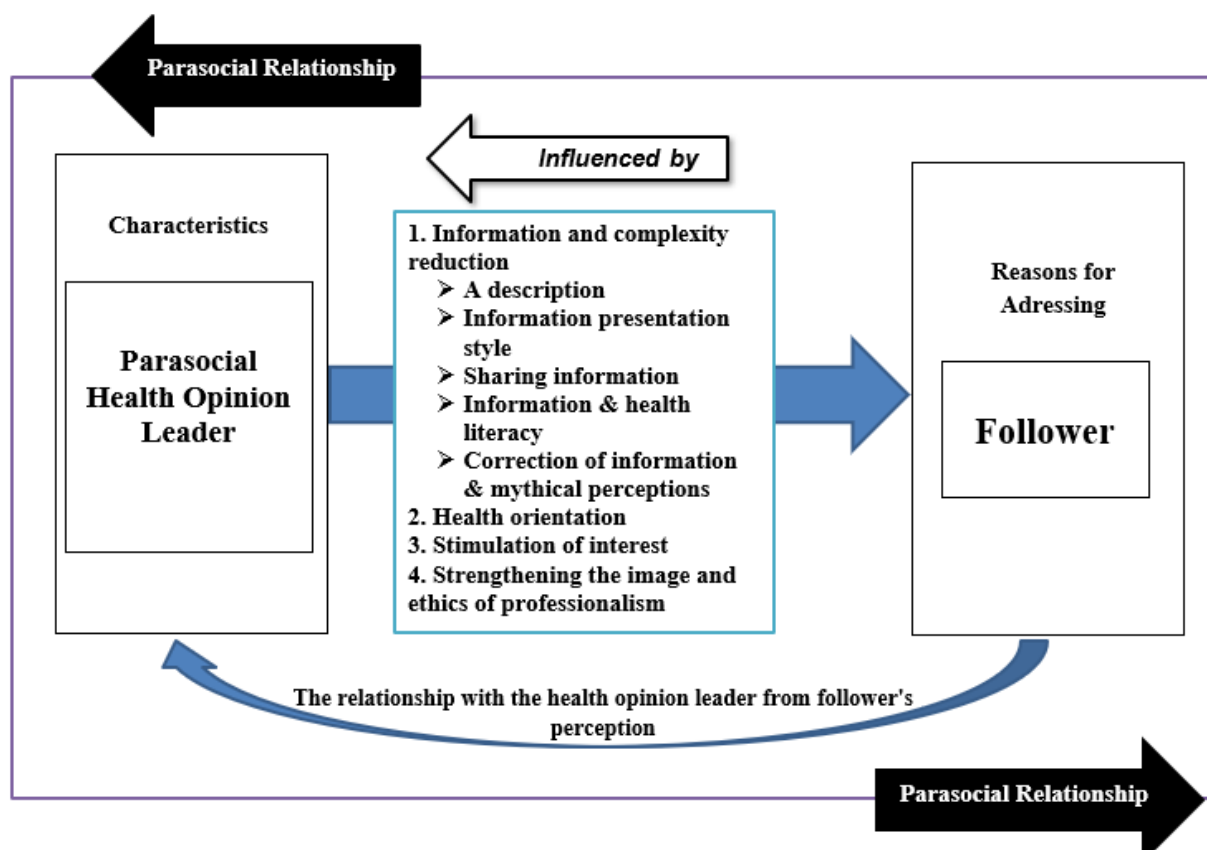 Parasocial Relationship
Influenced by
Characteristics
Parasocial
Health Opinion
Leader
1. Information and complexity
reduction
➤ A description
➤ Information presentation
style
➤ Sharing information
➤ Information & health
literacy
➤ Correction of information
& mythical perceptions
2. Health orientation
3. Stimulation of interest
4. Strengthening the image and
ethics of professionalism
Reasons for
Adressing
Follower
The relationship with the health opinion leader from follower's
perception
Parasocial Relationship